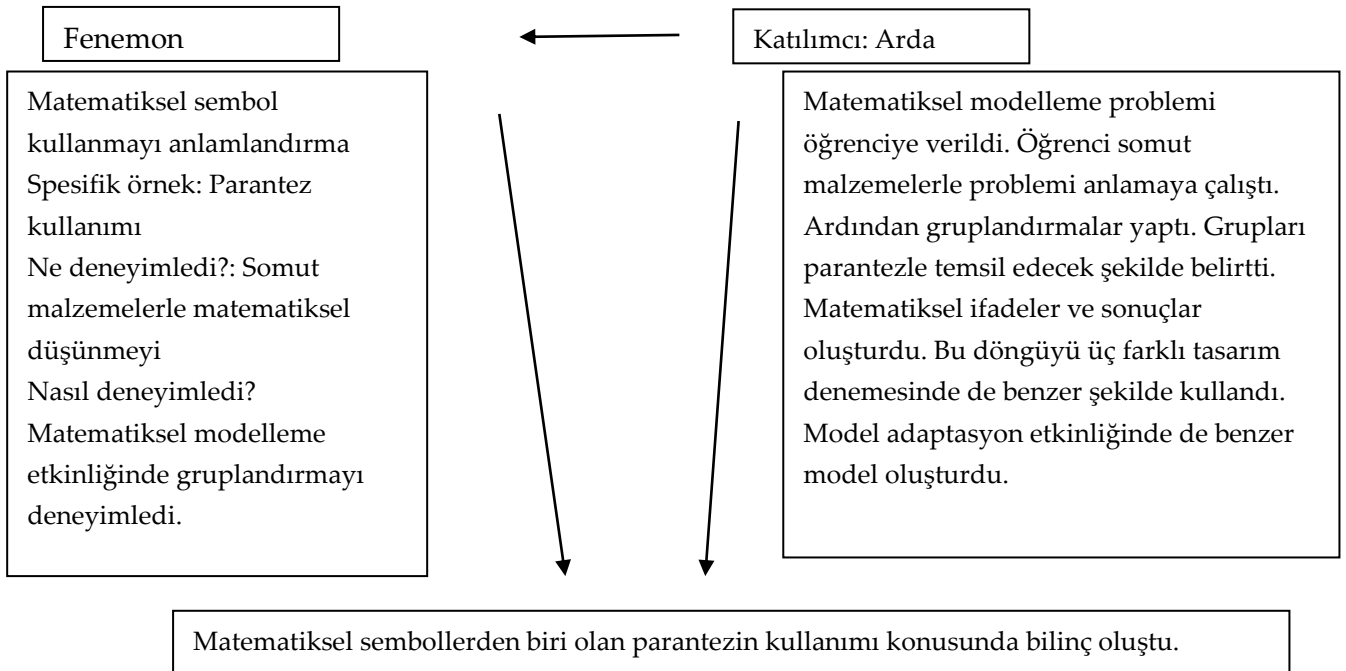 Fenemon
Katılımcı: Arda
Matematiksel sembol
kullanmayı anlamlandırma
Spesifik örnek: Parantez
kullanımı
Ne deneyimledi?: Somut
malzemelerle matematiksel
düşünmeyi
Nasıl deneyimledi?
Matematiksel modelleme
etkinliğinde gruplandırmayı
deneyimledi.
Matematiksel modelleme problemi
öğrenciye verildi. Öğrenci somut
malzemelerle problemi anlamaya çalıştı.
Ardından gruplandırmalar yaptı. Grupları
parantezle temsil edecek şekilde belirtti.
Matematiksel ifadeler ve sonuçlar
oluşturdu. Bu döngüyü üç farklı tasarım
denemesinde de benzer şekilde kullandı.
Model adaptasyon etkinliğinde de benzer
model oluşturdu.
Matematiksel sembollerden biri olan parantezin kullanımı konusunda bilinç oluştu.